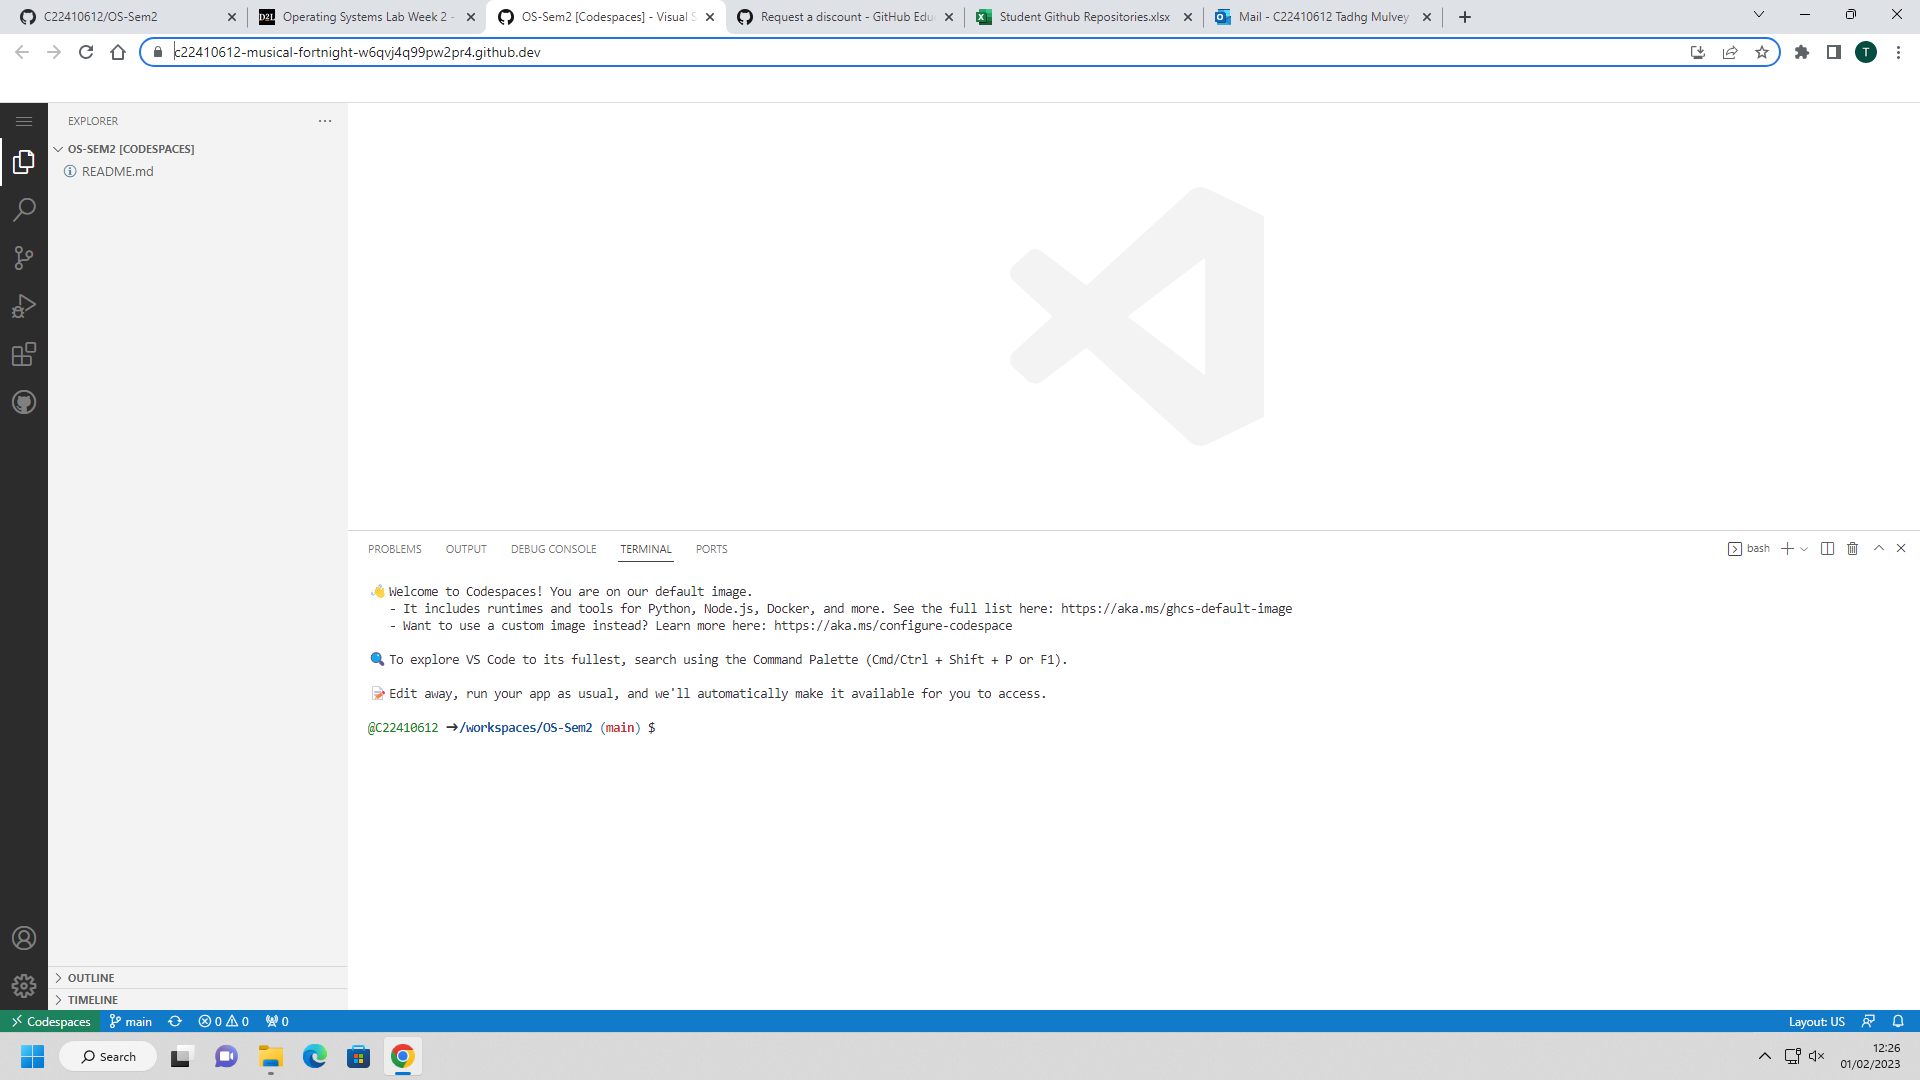 C22410612/OS-Sem2
D2L Operating Systems Lab Week 2 -
OS-Sem2 [Codespaces] - Visual S
Request a discount - GitHub Edu
Student Github Repositories.xlsx
Mail - C22410612 Tadhg Mulvey
c22410612-musical-fortnight-w6qvj4q99pw2pr4.github.dev
T
EXPLORER
OS-SEM2 [CODESPACES]
README.md
PROBLEMS OUTPUT DEBUG CONSOLE TERMINAL PORTS
bash
👋 Welcome to Codespaces! You are on our default image.
- It includes runtimes and tools for Python, Node.js, Docker, and more. See the full list here: https://aka.ms/ghcs-default-image
- Want to use a custom image instead? Learn more here: https://aka.ms/configure-codespace
🔍 To explore VS Code to its fullest, search using the Command Palette (Cmd/Ctrl + Shift + P or F1).
📝 Edit away, run your app as usual, and we'll automatically make it available for you to access.
@C22410612 ➜/workspaces/OS-Sem2 (main) $
OUTLINE
TIMELINE
Codespaces main 0 0 0
Layout: US
Search
12:26
01/02/2023